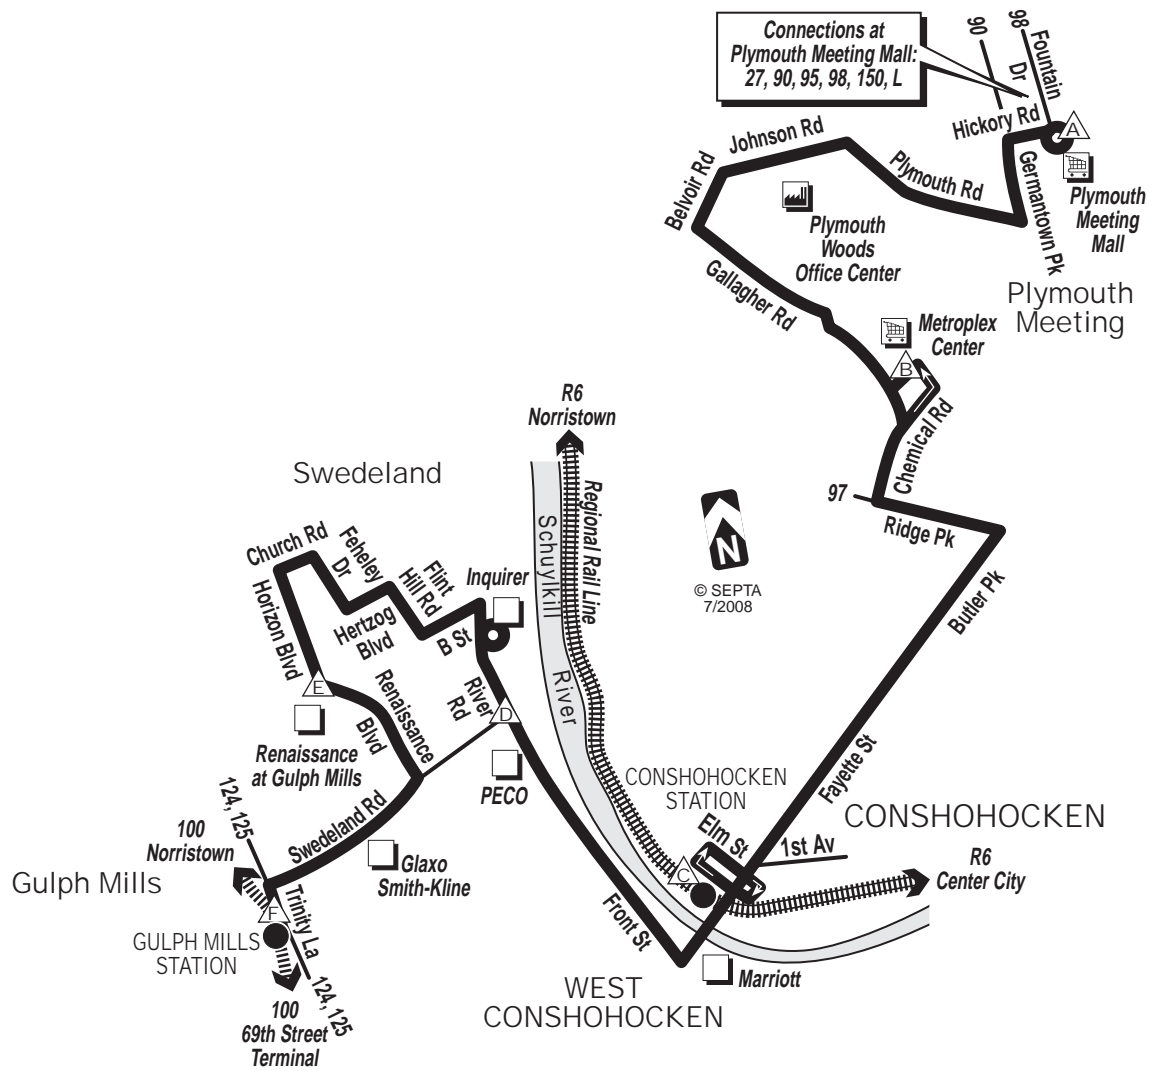 Connections at
Plymouth Meeting Mall:
27, 90, 95, 98, 150, L
90
98
Fountain
Dr
Hickory Rd
A
Johnson Rd
Plymouth Rd
Germantown Pk
Plymouth
Meeting
Mall
Belvoir Rd
Plymouth
Woods
Office Center
Gallagher Rd
Plymouth
Meeting
Metroplex
Center
B
Chemical Rd
R6
Norristown
Swedeland
97
Ridge Pk
Regional Rail Line
Schuylkill
River
N
© SEPTA
7/2008
Butler Pk
Church Rd
Feheley
Dr
Flint
Hill Rd
Inquirer
Horizon Blvd
Hertzog
Blvd
B St
E
Renaissance
Blvd
River
Rd
D
Renaissance
at Gulph Mills
PECO
CONSHOHOCKEN
STATION
Fayette St
CONSHOHOCKEN
Elm St
1st Av
C
R6
Center City
124, 125
100
Norristown
Swedeland Rd
Glaxo
Smith-Kline
Gulph Mills
F
Trinity La
GULPH MILLS
STATION
Front St
Marriott
WEST
CONSHOHOCKEN
124, 125
100
69th Street
Terminal